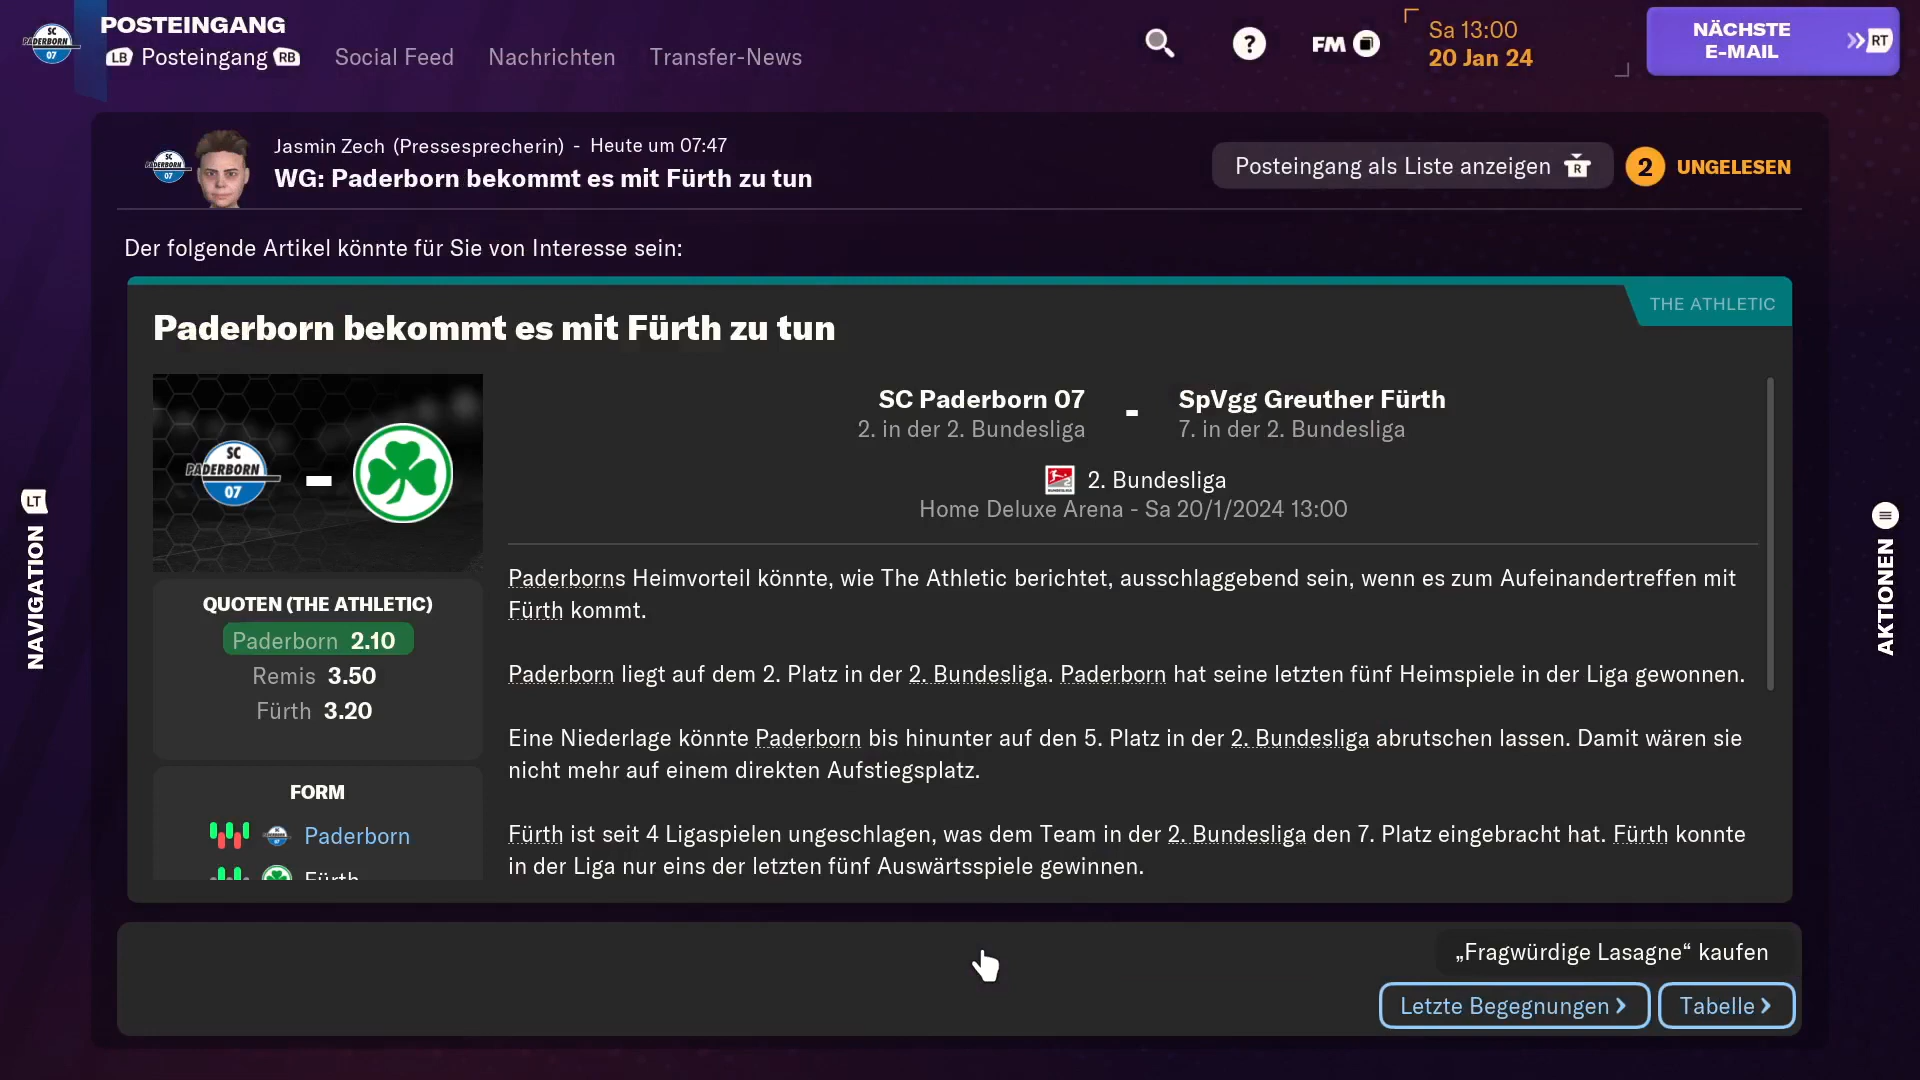 POSTEINGANG
LB Posteingang RB Social Feed Nachrichten Transfer-News
? FM
Sa 13:00
20 Jan 24
NÄCHSTE
E-MAIL
RT
Jasmin Zech (Pressesprecherin) - Heute um 07:47
WG: Paderborn bekommt es mit Fürth zu tun
Posteingang als Liste anzeigen R 2 UNGELESEN
Der folgende Artikel könnte für Sie von Interesse sein:
THE ATHLETIC
Paderborn bekommt es mit Fürth zu tun
SC
PADERBORN
07
SC Paderborn 07 - SpVgg Greuther Fürth
2. in der 2. Bundesliga 7. in der 2. Bundesliga
2. Bundesliga
Home Deluxe Arena - Sa 20/1/2024 13:00
QUOTEN (THE ATHLETIC)
Paderborn 2.10
Remis 3.50
Fürth 3.20
FORM
Paderborn
Fürth
Paderborns Heimvorteil könnte, wie The Athletic berichtet, ausschlaggebend sein, wenn es zum Aufeinandertreffen mit
Fürth kommt.
Paderborn liegt auf dem 2. Platz in der 2. Bundesliga. Paderborn hat seine letzten fünf Heimspiele in der Liga gewonnen.
Eine Niederlage könnte Paderborn bis hinunter auf den 5. Platz in der 2. Bundesliga abrutschen lassen. Damit wären sie
nicht mehr auf einem direkten Aufstiegsplatz.
Fürth ist seit 4 Ligaspielen ungeschlagen, was dem Team in der 2. Bundesliga den 7. Platz eingebracht hat. Fürth konnte
in der Liga nur eins der letzten fünf Auswärtsspiele gewinnen.
„Fragwürdige Lasagne“ kaufen
Letzte Begegnungen Tabelle
LT
NAVIGATION
AKTIONEN